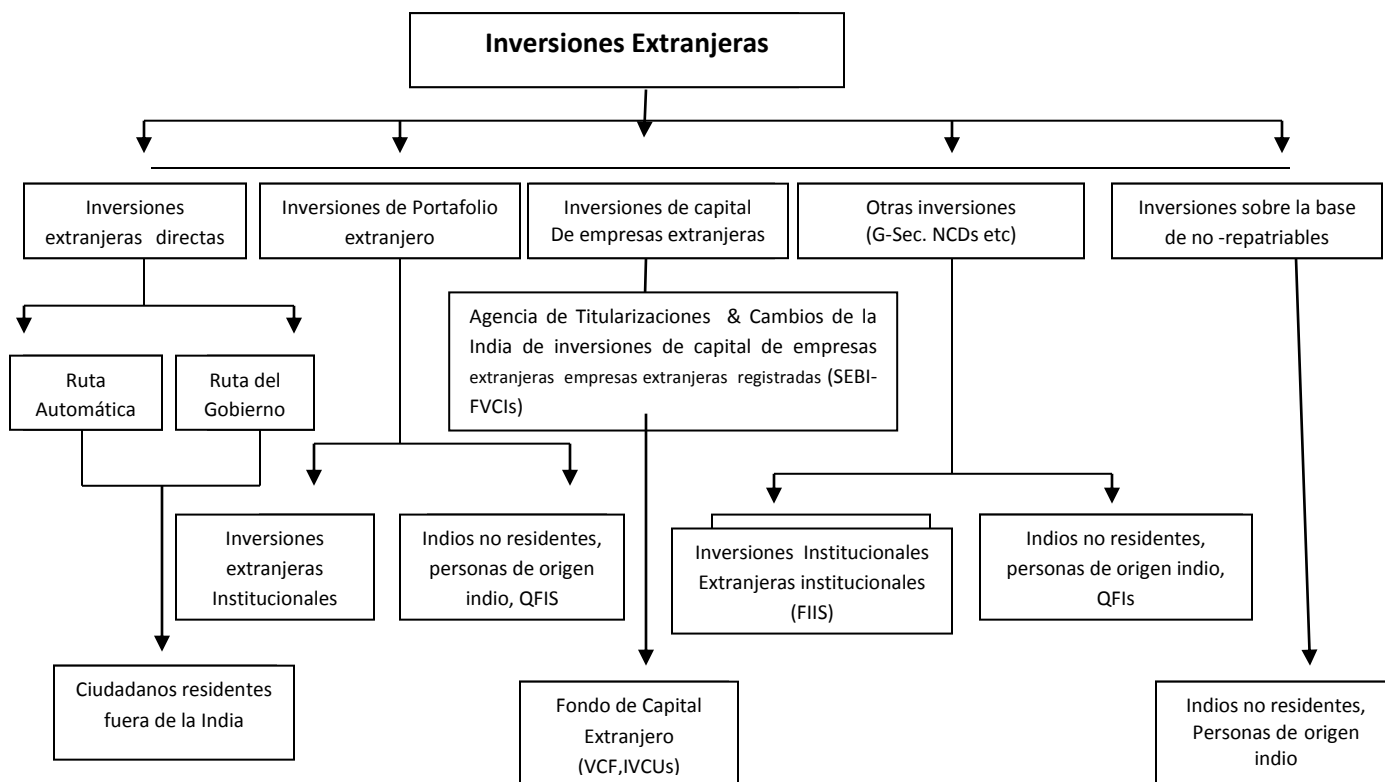 Inversiones Extranjeras
Inversiones
extranjeras directas
Inversiones de Portafolio
extranjero
Inversiones de capital
De empresas extranjeras
Otras inversiones
(G-Sec. NCDs etc)
Inversiones sobre la base
de no -repatriables
Agencia de Titularizaciones & Cambios de la
India de inversiones de capital de empresas
extranjeras empresas extranjeras registradas (SEBI-
FVCIs)
Ruta
Automática
Ruta del
Gobierno
Inversiones
extranjeras
Institucionales
Indios no residentes,
personas de origen
indio, QFIS
Inversiones Institucionales
Extranjeras institucionales
(FIIS)
Indios no residentes,
personas de origen indio,
QFIs
Ciudadanos residentes
fuera de la India
Fondo de Capital
Extranjero
(VCF,IVCUs)
Indios no residentes,
Personas de origen
indio